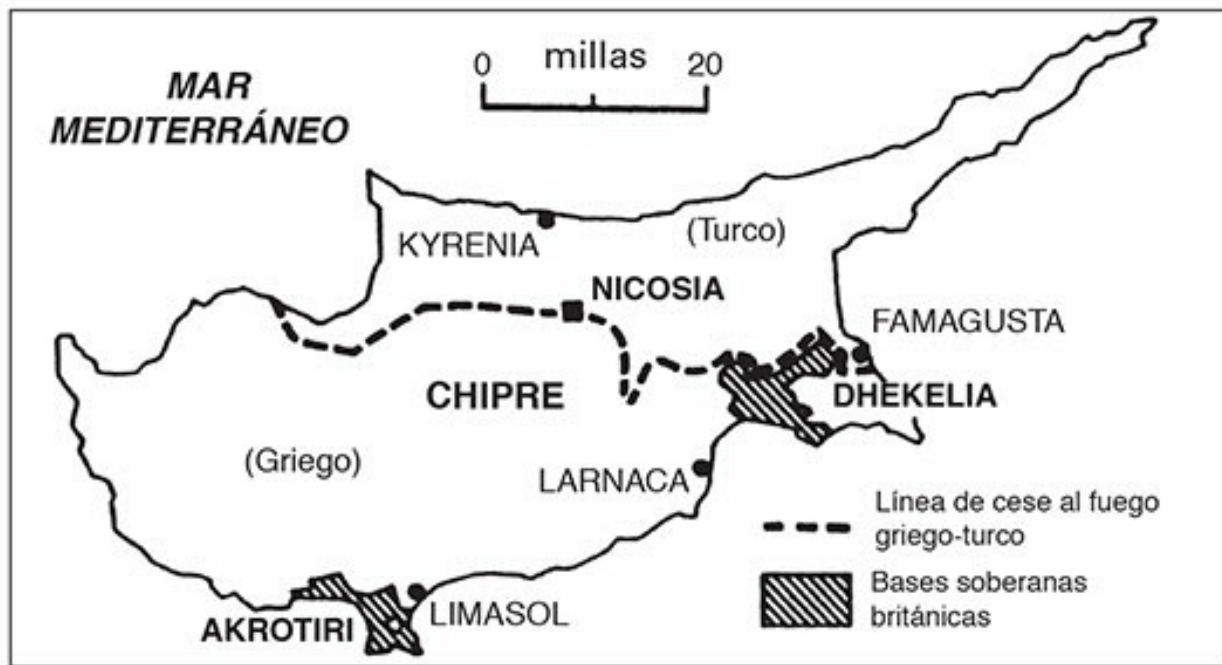 MAR
MEDITERRÁNEO
0 millas 20
KYRENIA
(Turco)
NICOSIA
FAMAGUSTA
CHIPRE
DHEKELIA
(Griego)
LARNACA
AKROTIRI
LIMASOL
Línea de cese al fuego
griego-turco
Bases soberanas
británicas